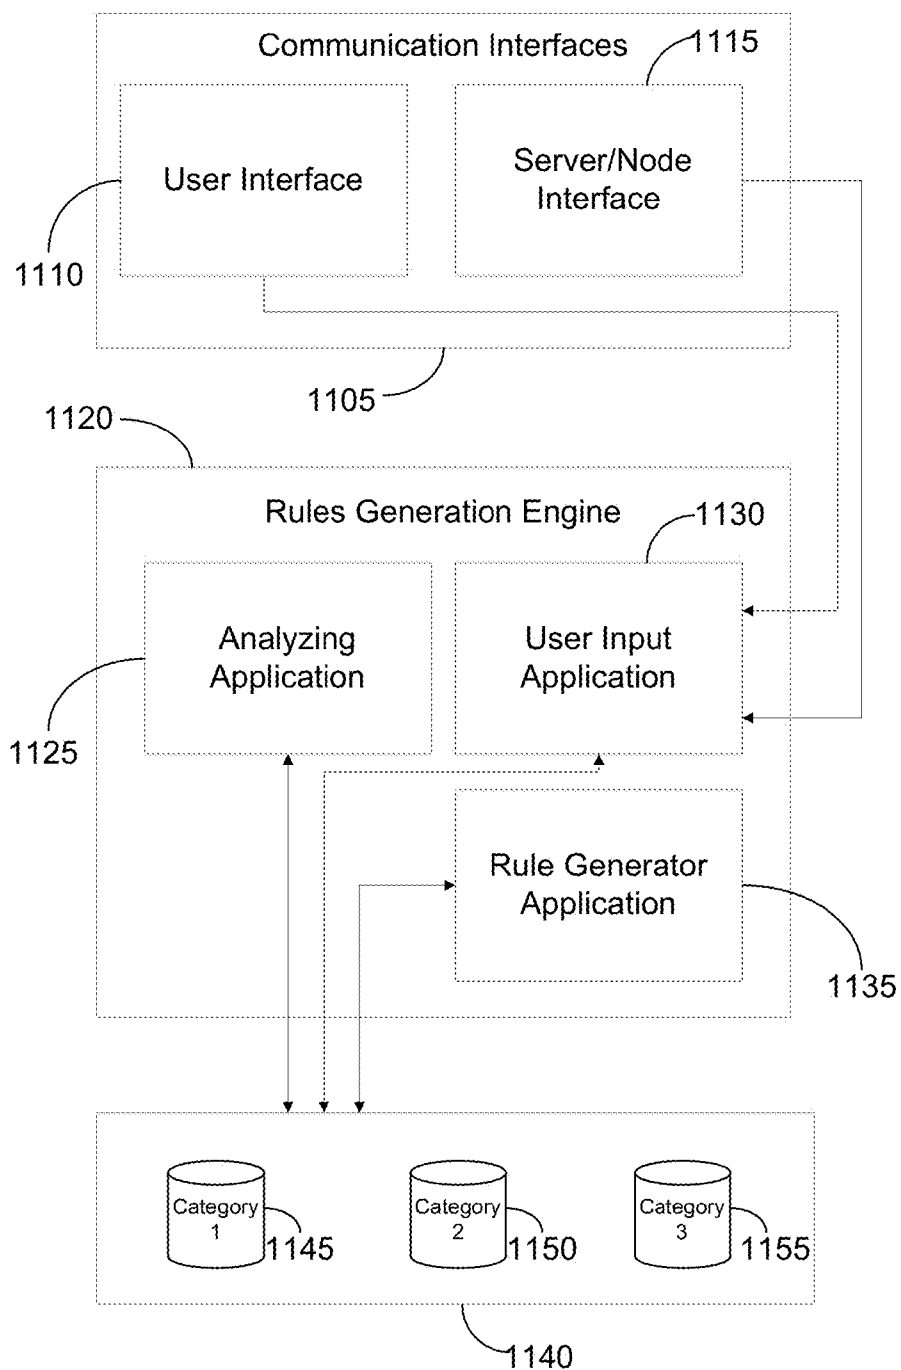 Communication Interfaces
1115
User Interface
Server/Node
Interface
1110
1105
1120
Rules Generation Engine
1130
Analyzing
Application
User Input
Application
1125
Rule Generator
Application
1135
Category
1
1145
Category
2
1150
Category
3
1155
1140